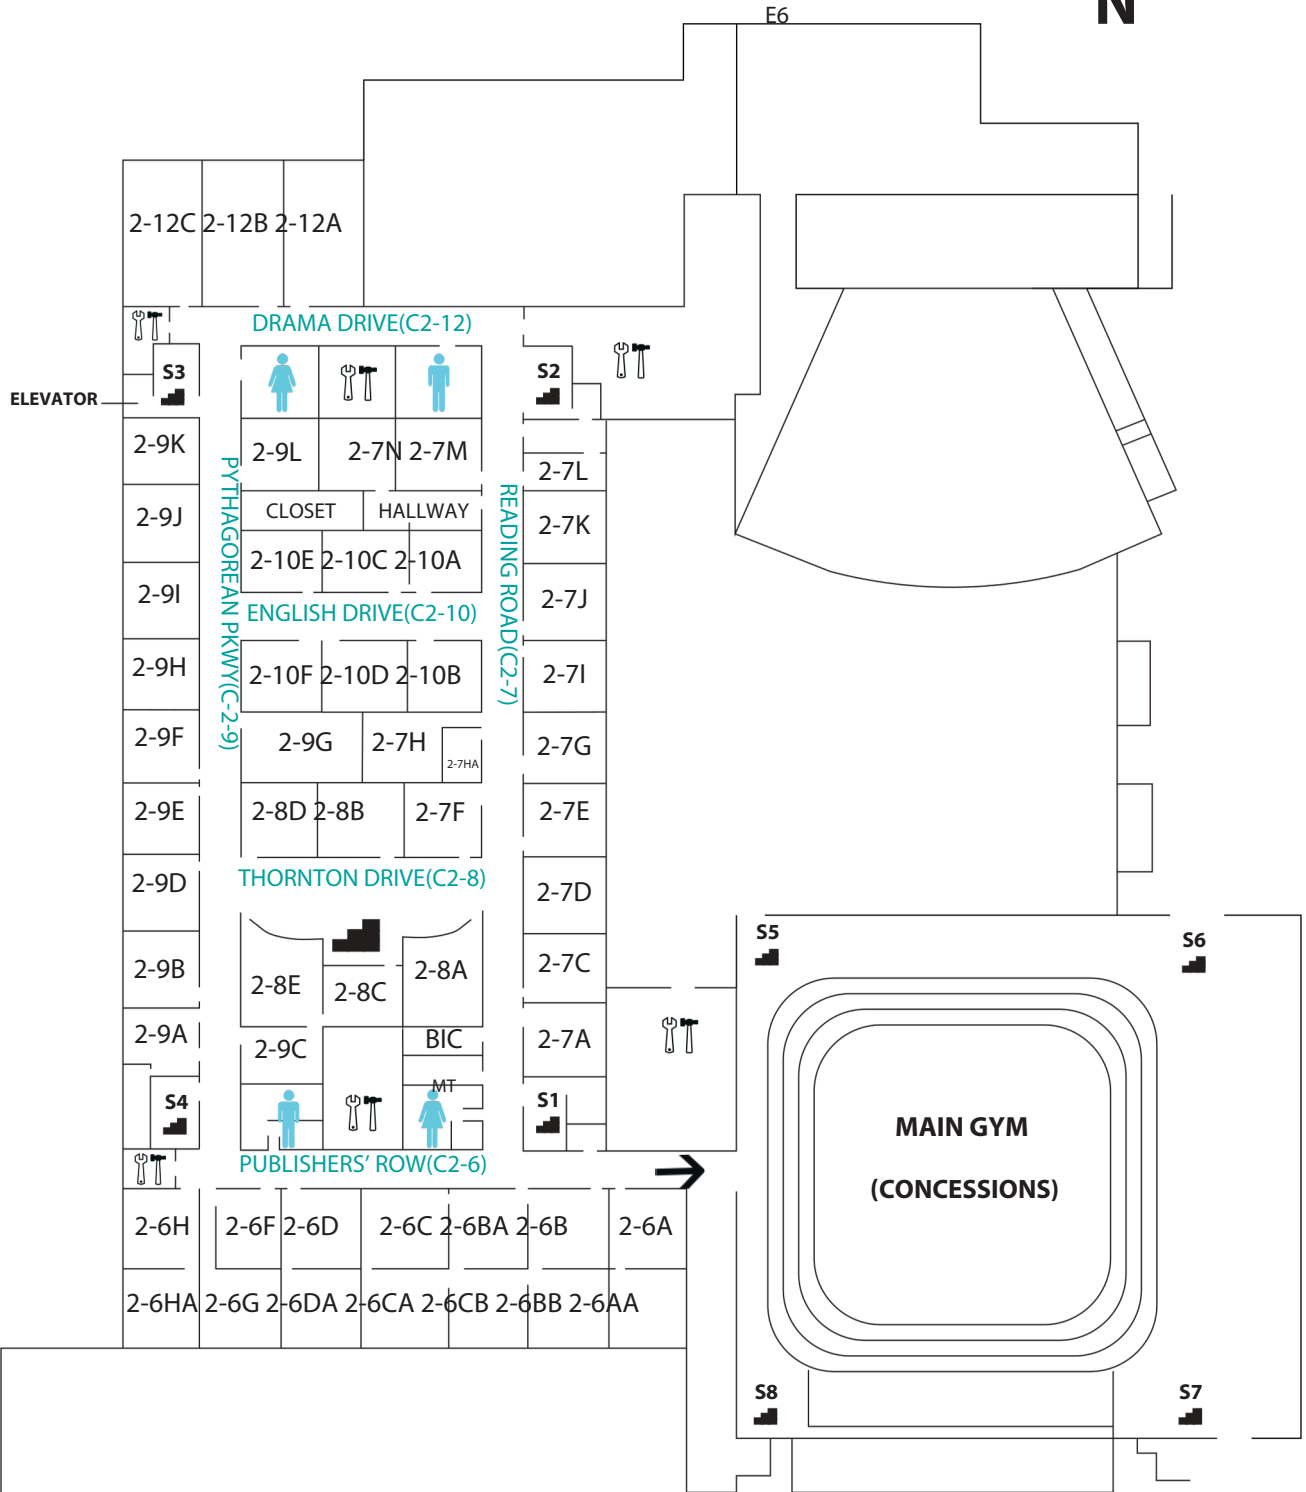 E6
N
2-12C 2-12B 2-12A
DRAMA DRIVE(C2-12)
S3
S2
ELEVATOR
2-9K
2-9L
2-7N
2-7M
2-7L
PYTHAGOREAN PKWY(C-2-9)
READING ROAD(C2-7)
2-9J
CLOSET
HALLWAY
2-7K
2-10E
2-10C
2-10A
2-9I
2-7J
ENGLISH DRIVE(C2-10)
2-9H
2-10F
2-10D
2-10B
2-7I
2-9F
2-9G
2-7H
2-7HA
2-7G
2-9E
2-8D
2-8B
2-7F
2-7E
THORNTON DRIVE(C2-8)
2-9D
2-7D
S5
S6
2-9B
2-8E
2-8C
2-8A
2-7C
2-9A
2-9C
BIC
2-7A
MT
S4
S1
MAIN GYM
(CONCESSIONS)
PUBLISHERS’ ROW(C2-6)
2-6H
2-6F
2-6D
2-6C
2-6BA
2-6B
2-6A
2-6HA
2-6G
2-6DA
2-6CA
2-6CB
2-6BB
2-6AA
S8
S7